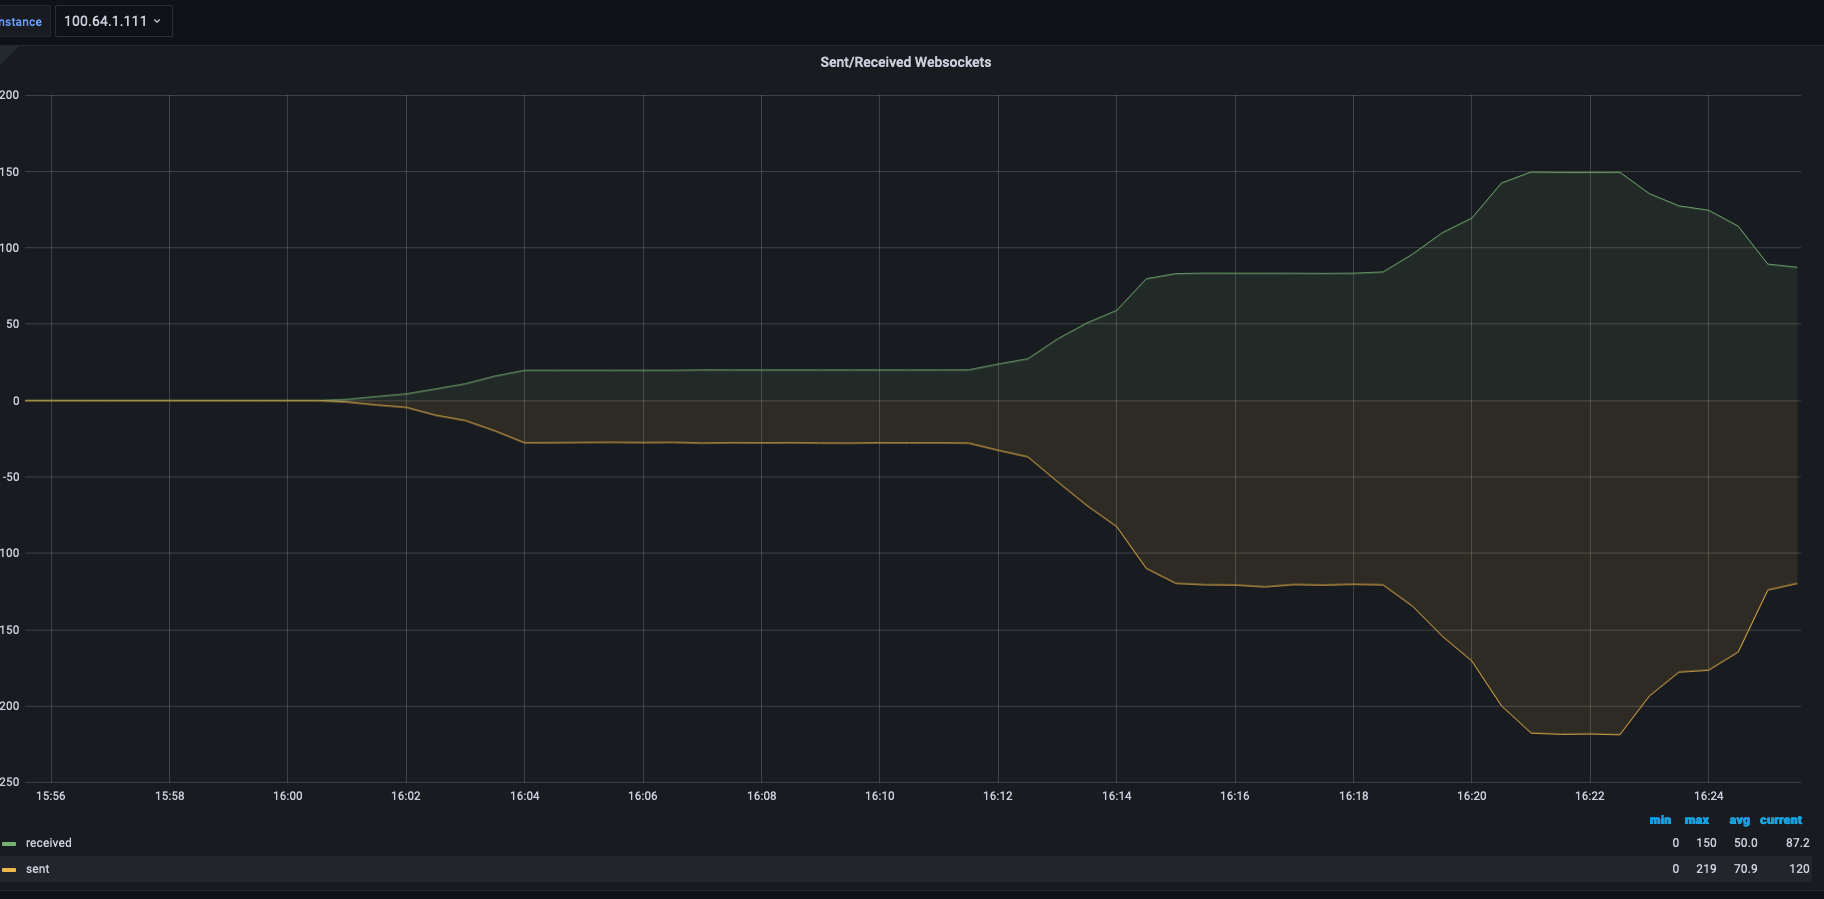 nstance 100.64.1.111
Sent/Received Websockets
200
150
100
50
0
-50
100
150
200
250
15:56 15:58 16:00 16:02 16:04 16:06 16:08 16:10 16:12 16:14 16:16 16:18 16:20 16:22 16:24
min max avg current
received 0 150 50.0 87.2
sent 0 219 70.9 120